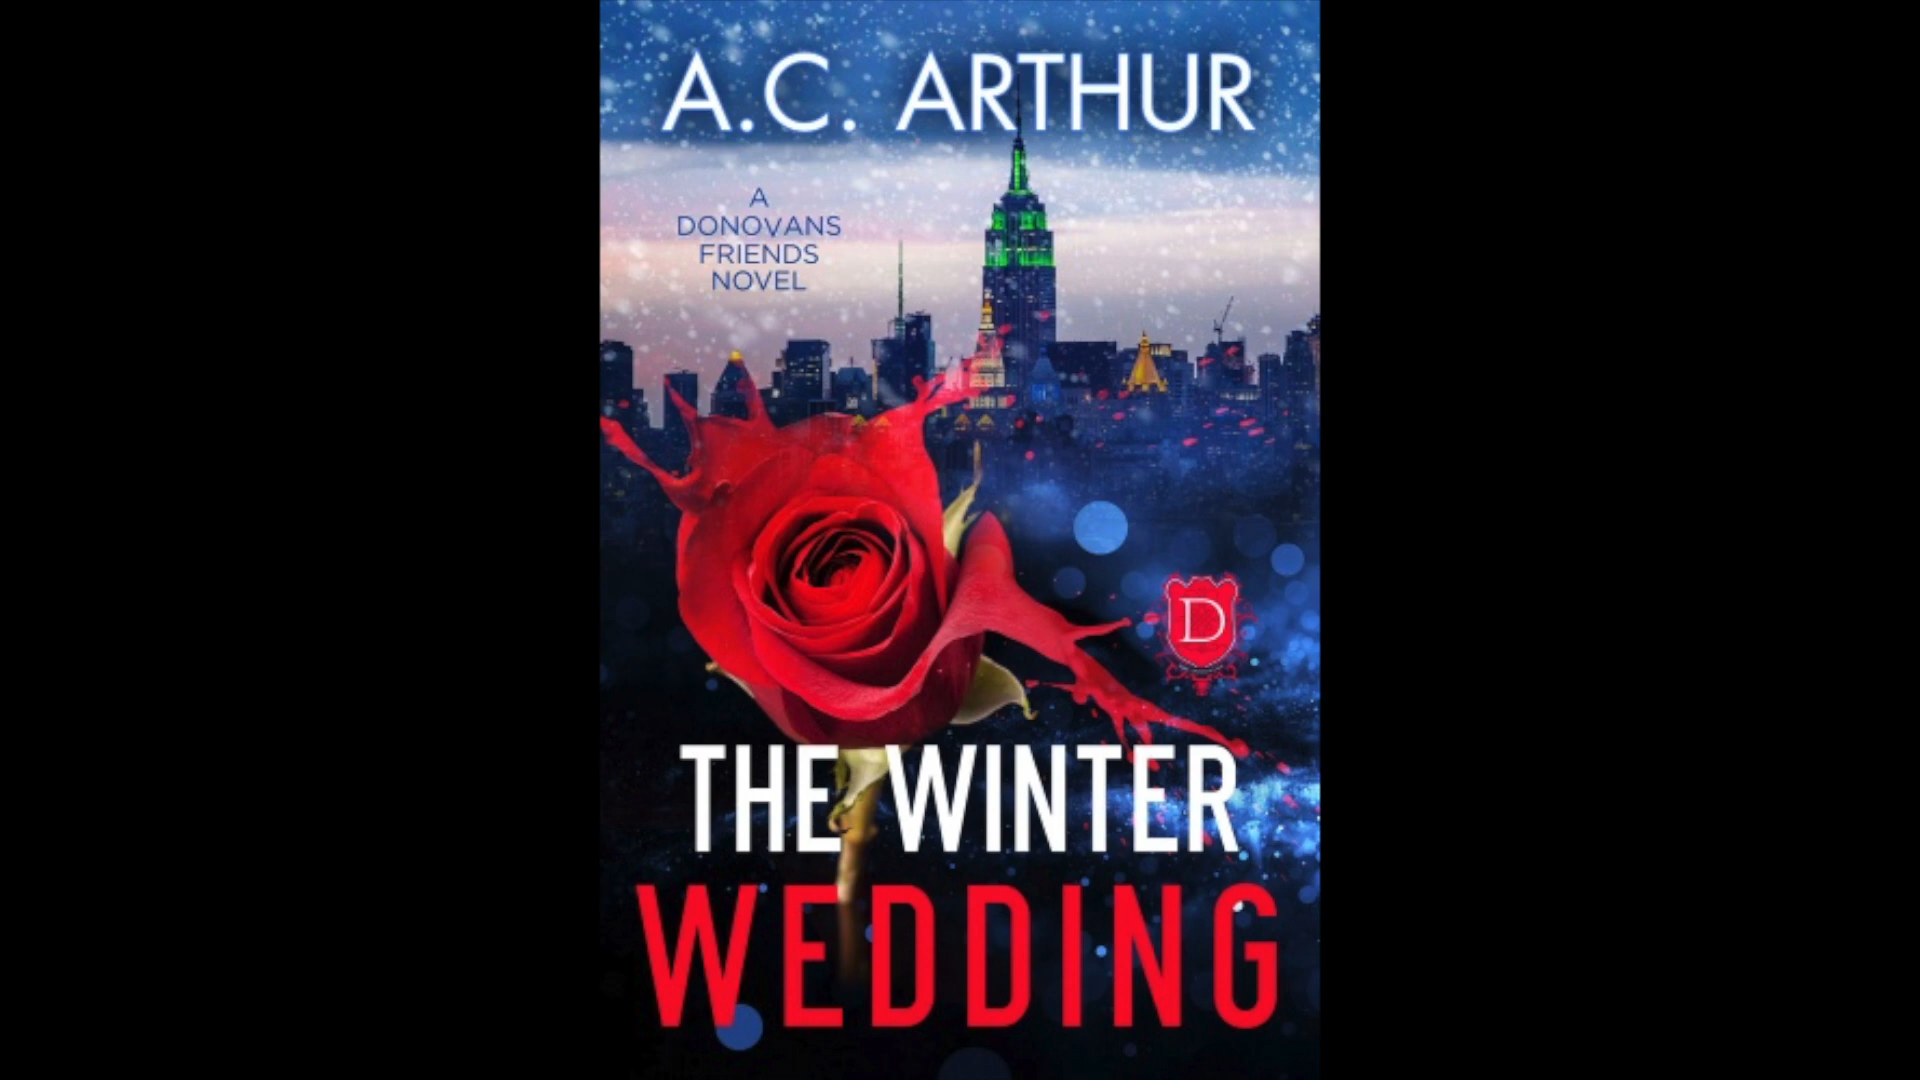 A.C. ARTHUR
A
DONOVANS
FRIENDS
NOVEL
D
THE WINTER
WEDDING